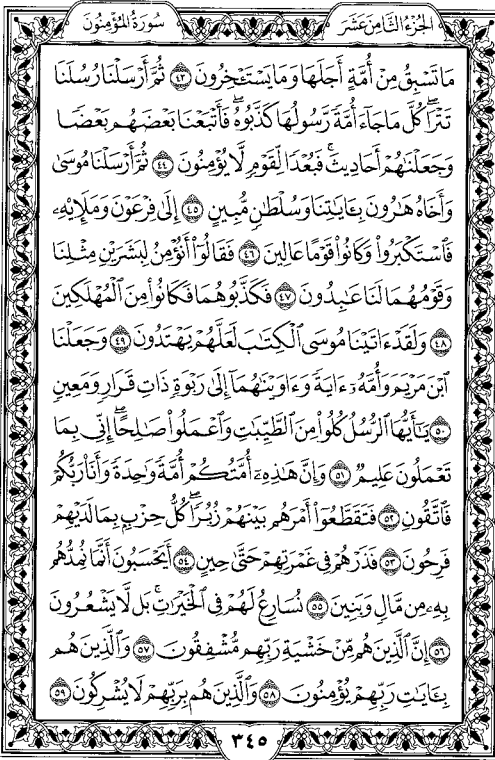 الجزء الثامن عشر
سورة المؤمنون
مَا تَسْبِقُ مِنْ أُمَّةٍ أَجَلَهَا وَمَا يَسْتَـْٔخِرُونَ ٤٣ ثُمَّ أَرْسَلْنَا رُسُلَنَا
تَتْرَا كُلَّ مَا جَآءَ أُمَّةً رَّسُولُهَا كَذَّبُوهُ فَأَتْبَعْنَا بَعْضَهُم بَعْضًا
وَجَعَلْنَٰهُمْ أَحَادِيثَ فَبُعْدًا لِّقَوْمٍ لَّا يُؤْمِنُونَ ٤٤ ثُمَّ أَرْسَلْنَا مُوسَىٰ
وَأَخَاهُ هَٰرُونَ بِـَٔايَٰتِنَا وَسُلْطَٰنٍ مُّبِينٍ ٤٥ إِلَىٰ فِرْعَوْنَ وَمَلَإِي۟هِۦ
فَٱسْتَكْبَرُوا۟ وَكَانُوا۟ قَوْمًا عَالِينَ ٤٦ فَقَالُوٓا۟ أَنُؤْمِنُ لِبَشَرَيْنِ مِثْلِنَا
وَقَوْمُهُمَا لَنَا عَٰبِدُونَ ٤٧ فَكَذَّبُوهُمَا فَكَانُوا۟ مِنَ ٱلْمُهْلَكِينَ
٤٨ وَلَقَدْ ءَاتَيْنَا مُوسَى ٱلْكِتَٰبَ لَعَلَّهُمْ يَهْتَدُونَ ٤٩ وَجَعَلْنَا
ٱبْنَ مَرْيَمَ وَأُمَّهُۥٓ ءَايَةً وَءَاوَيْنَٰهُمَآ إِلَىٰ رَبْوَةٍ ذَاتِ قَرَارٍ وَمَعِينٍ
٥٠ يَٰٓأَيُّهَا ٱلرُّسُلُ كُلُوا۟ مِنَ ٱلطَّيِّبَٰتِ وَٱعْمَلُوا۟ صَٰلِحًا إِنِّى بِمَا
تَعْمَلُونَ عَلِيمٌ ٥١ وَإِنَّ هَٰذِهِۦٓ أُمَّتُكُمْ أُمَّةً وَٰحِدَةً وَأَنَا۠ رَبُّكُمْ
فَٱتَّقُونِ ٥٢ فَتَقَطَّعُوٓا۟ أَمْرَهُم بَيْنَهُمْ زُبُرًا كُلُّ حِزْبٍۭ بِمَا لَدَيْهِمْ
فَرِحُونَ ٥٣ فَذَرْهُمْ فِى غَمْرَتِهِمْ حَتَّىٰ حِينٍ ٥٤ أَيَحْسَبُونَ أَنَّمَا نُمِدُّهُم
بِهِۦ مِن مَّالٍ وَبَنِينَ ٥٥ نُسَارِعُ لَهُمْ فِى ٱلْخَيْرَٰتِ بَل لَّا يَشْعُرُونَ
٥٦ إِنَّ ٱلَّذِينَ هُم مِّنْ خَشْيَةِ رَبِّهِم مُّشْفِقُونَ ٥٧ وَٱلَّذِينَ هُم
بِـَٔايَٰتِ رَبِّهِمْ يُؤْمِنُونَ ٥٨ وَٱلَّذِينَ هُم بِرَبِّهِمْ لَا يُشْرِكُونَ ٥٩
٣٤٥